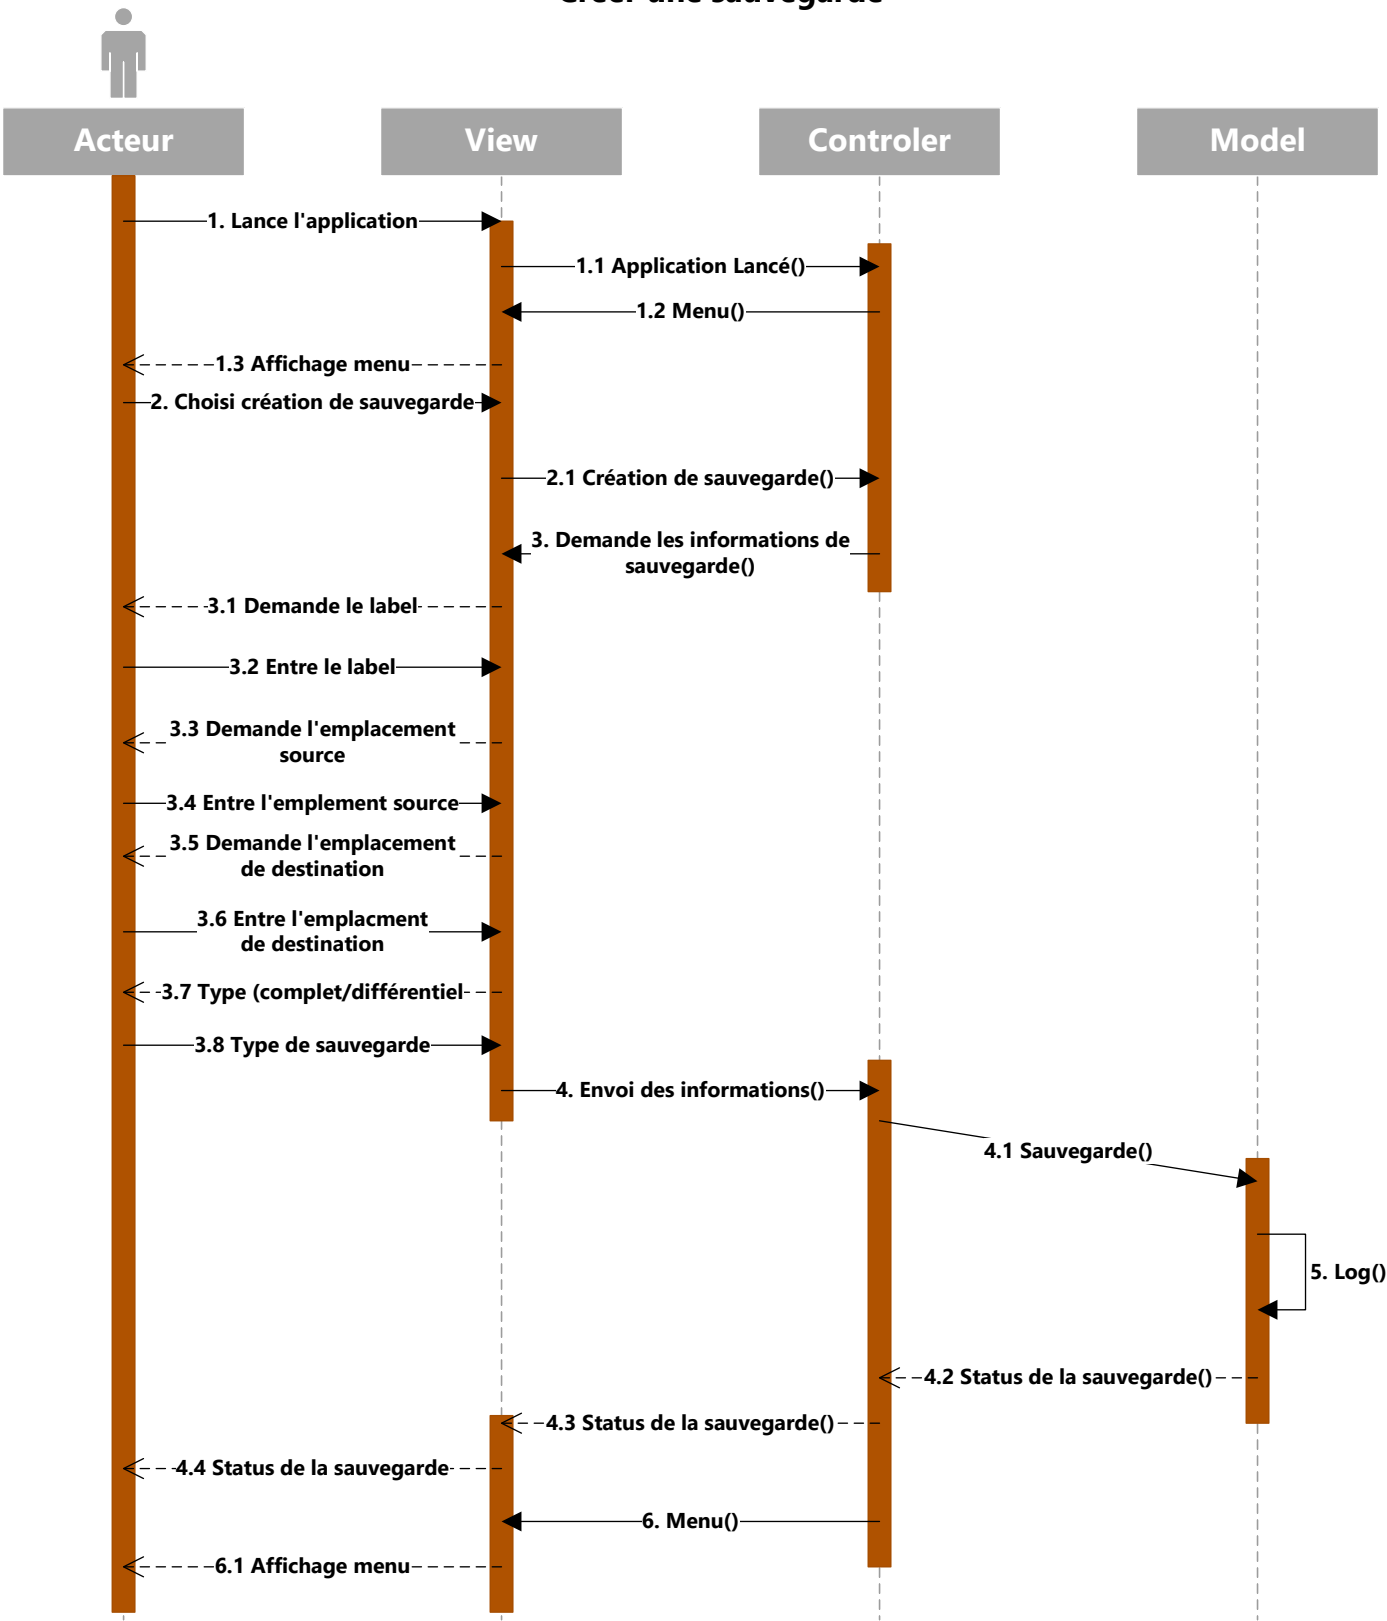 Créer une sauvegarde
Acteur
View
Controler
Model
1. Lance l'application
1.1 Application Lancé()
1.2 Menu()
1.3 Affichage menu
2. Choisi création de sauvegarde
2.1 Création de sauvegarde()
3. Demande les informations de
sauvegarde()
3.1 Demande le label
3.2 Entre le label
3.3 Demande l'emplacement
source
3.4 Entre l'emplement source
3.5 Demande l'emplacement
de destination
3.6 Entre l'emplacment
de destination
3.7 Type (complet/différentiel
3.8 Type de sauvegarde
4. Envoi des informations()
4.1 Sauvegarde()
5. Log()
4.2 Status de la sauvegarde()
4.3 Status de la sauvegarde()
4.4 Status de la sauvegarde
6. Menu()
6.1 Affichage menu